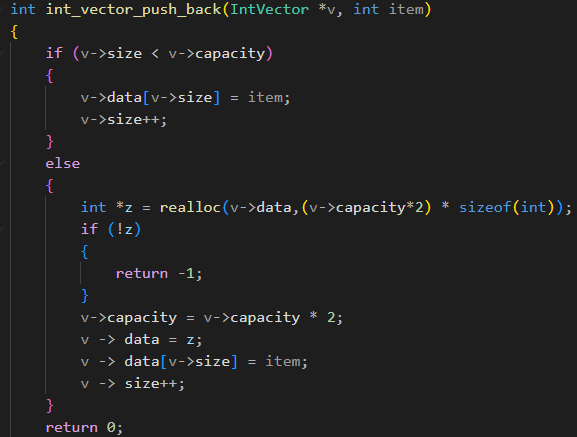 int int_vector_push_back(IntVector *v, int item)
{
    if (v->size < v->capacity)
    {
        v->data[v->size] = item;
        v->size++;
    }
    else
    {
        int *z = realloc(v->data,(v->capacity*2) * sizeof(int));
        if (!z)
        {
            return -1;
        }
        v->capacity = v->capacity * 2;
        v -> data = z;
        v -> data[v->size] = item;
        v -> size++;
    }
    return 0;